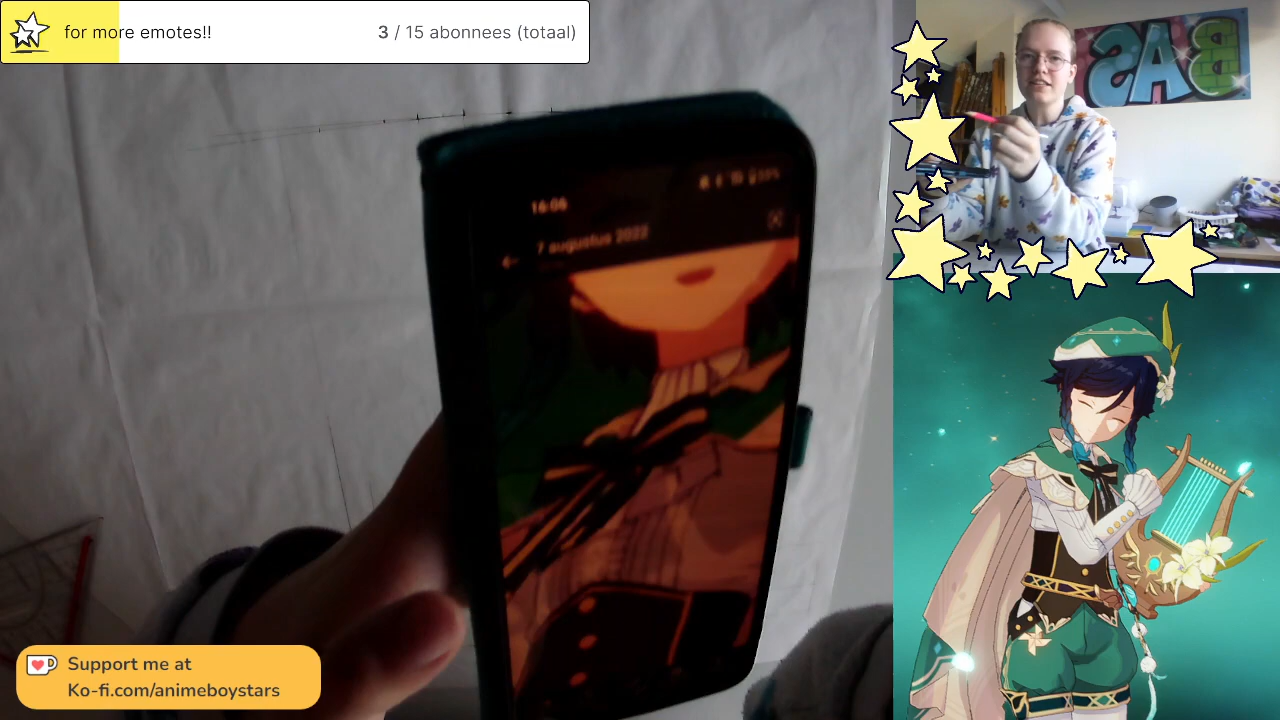 for more emotes!!
3 / 15 abonnees (totaal)
BAS
16:06
7 augustus 2022
Support me at
Ko-fi.com/animeboystars